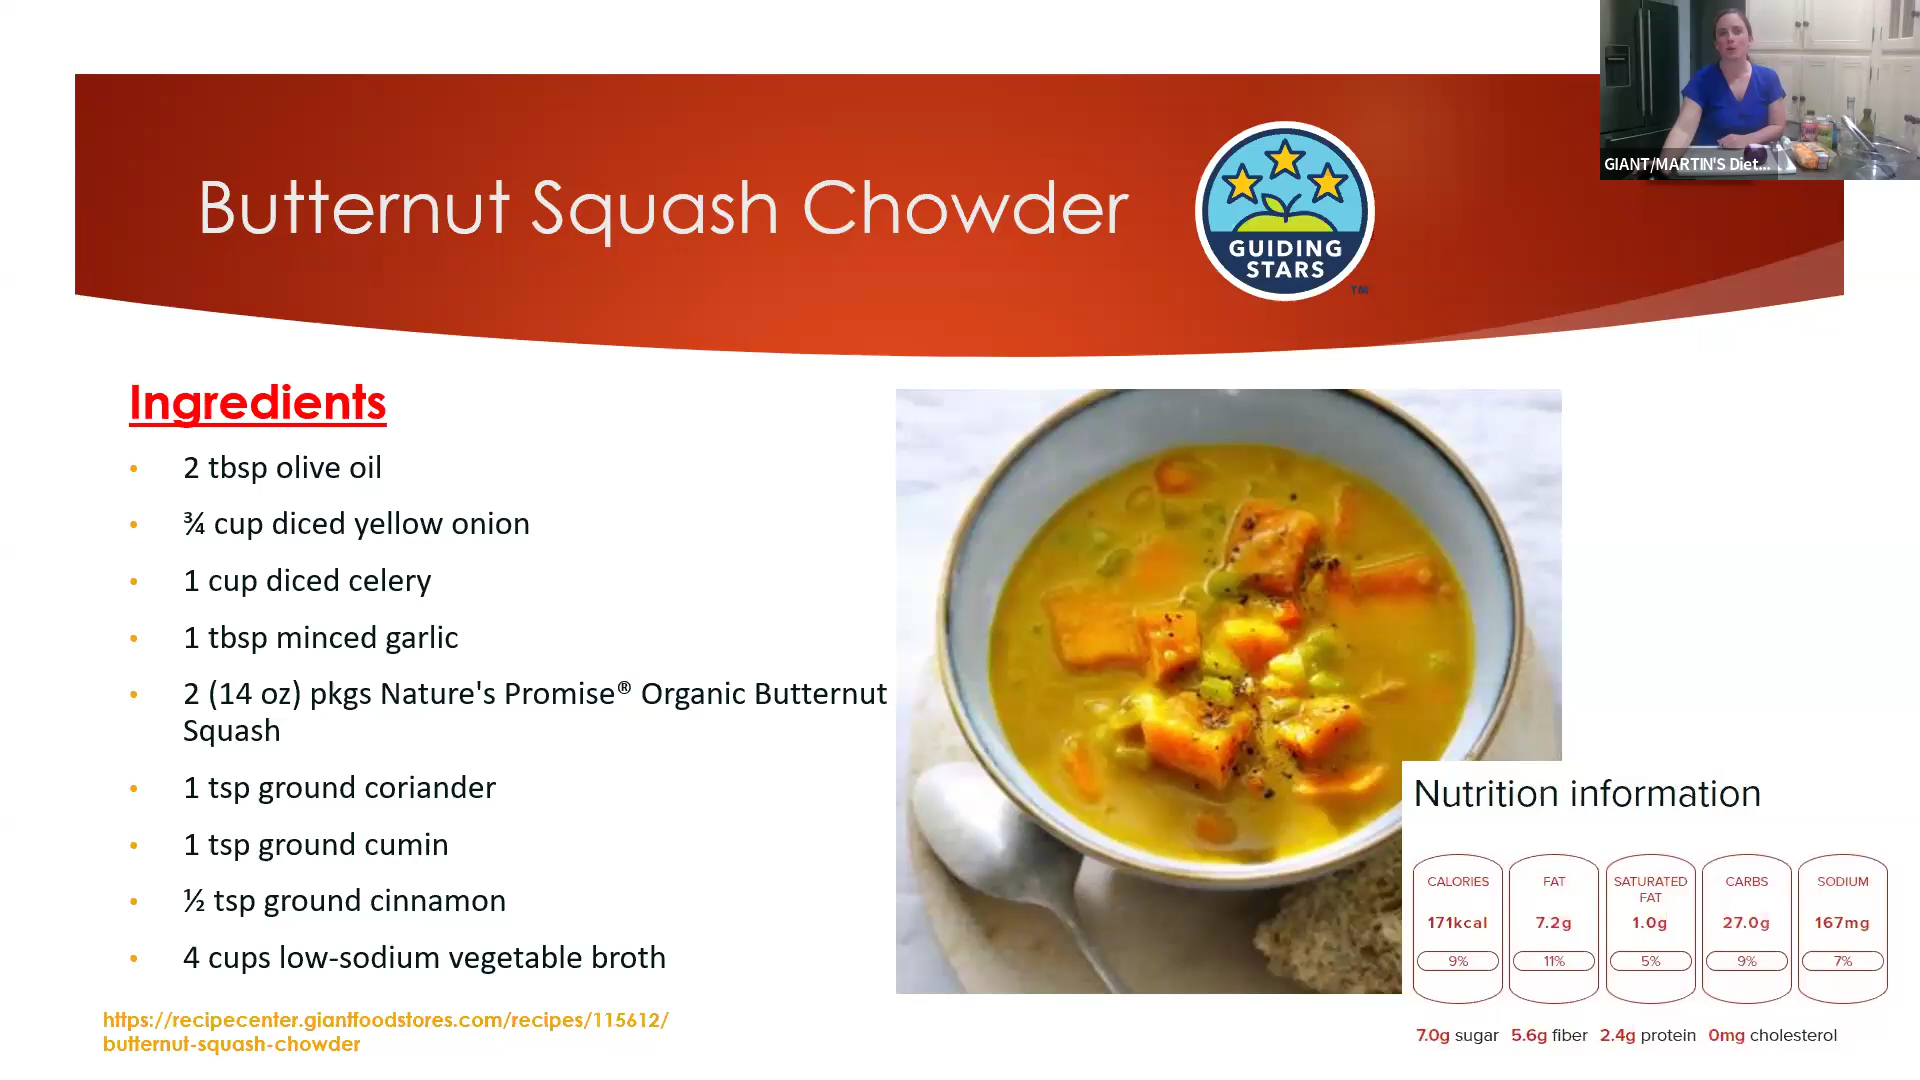 GIANT/MARTIN'S Diet...
Butternut Squash Chowder
GUIDING
STARS
TM
Ingredients
• 2 tbsp olive oil
• ¾ cup diced yellow onion
• 1 cup diced celery
• 1 tbsp minced garlic
• 2 (14 oz) pkgs Nature's Promise® Organic Butternut
Squash
• 1 tsp ground coriander
• 1 tsp ground cumin
• ½ tsp ground cinnamon
• 4 cups low-sodium vegetable broth
https://recipecenter.giantfoodstores.com/recipes/115612/
butternut-squash-chowder
Nutrition information
CALORIES FAT SATURATED CARBS SODIUM
FAT
171kcal 7.2g 1.0g 27.0g 167mg
9% 11% 5% 9% 7%
7.0g sugar 5.6g fiber 2.4g protein 0mg cholesterol